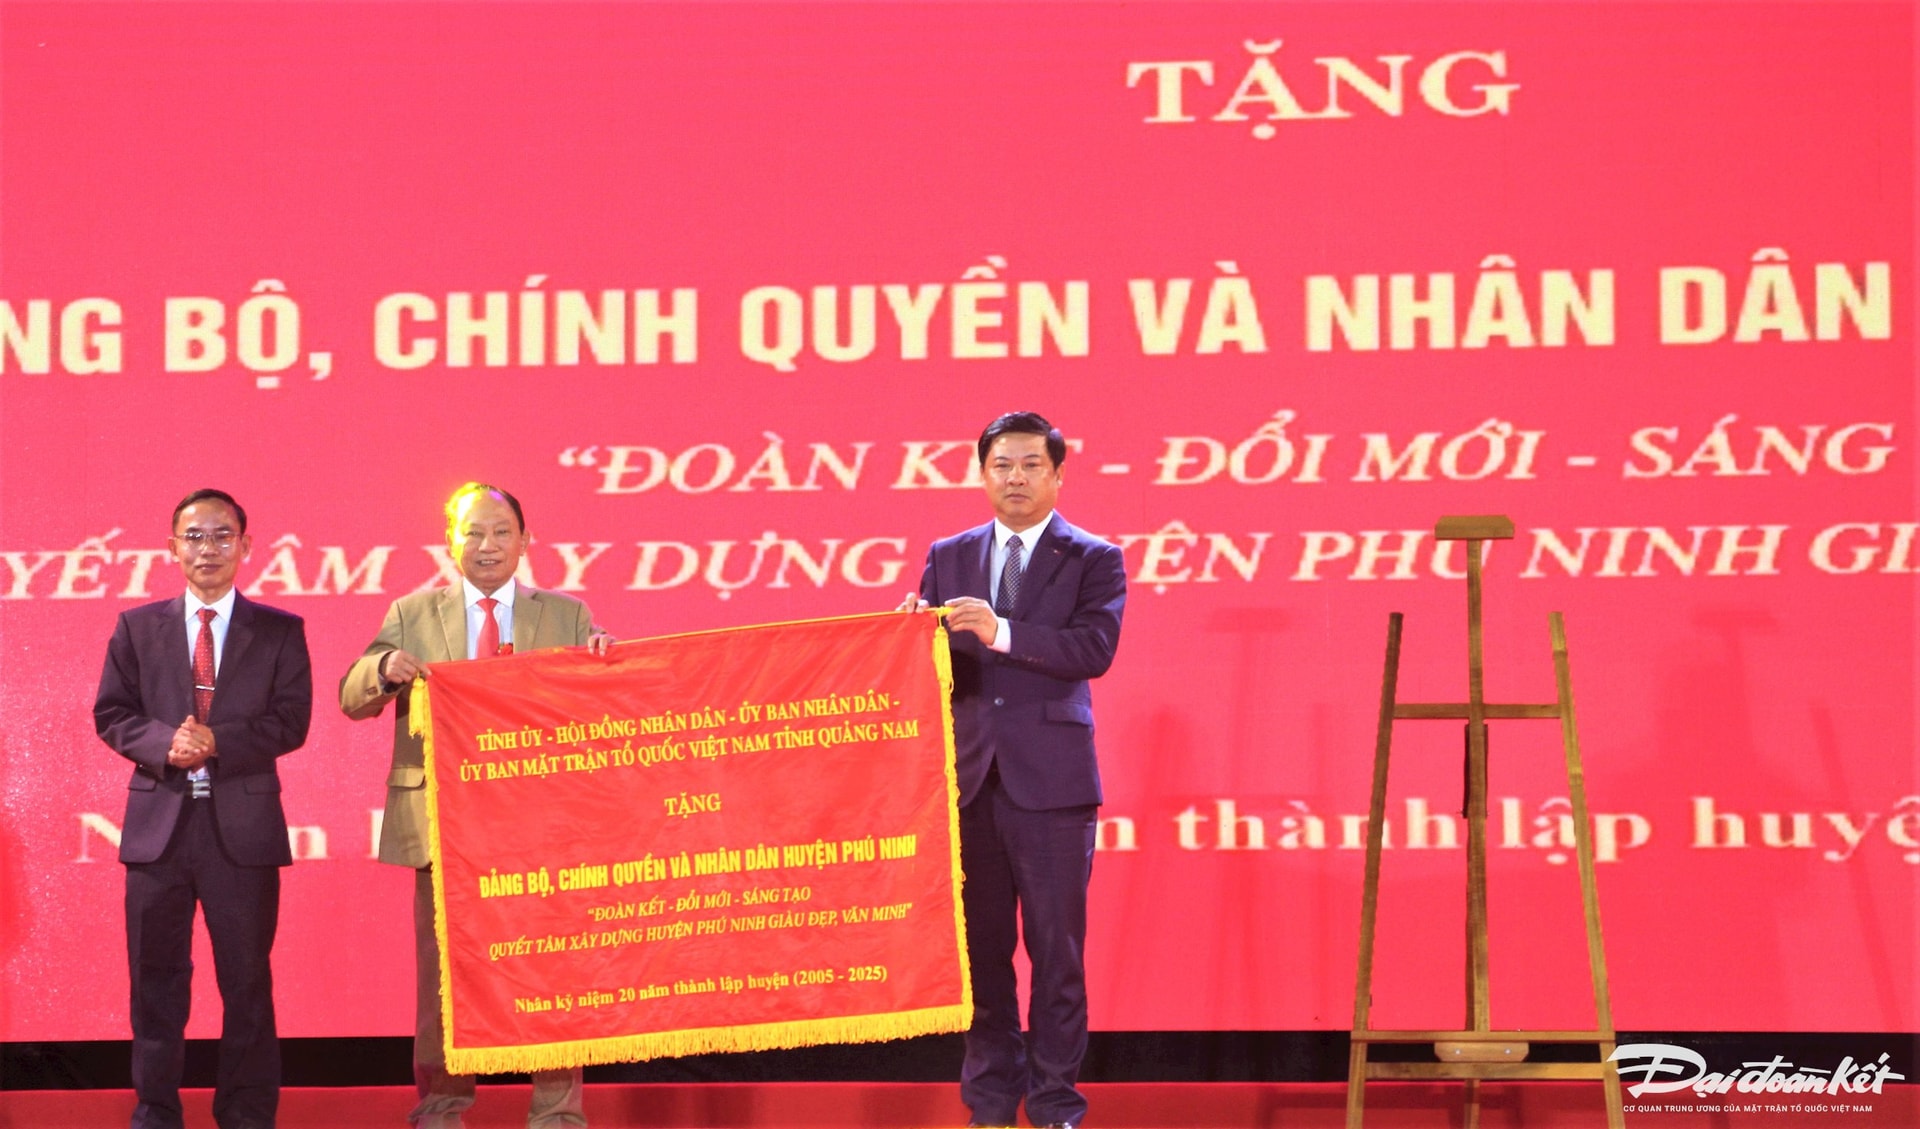 TẶNG
NG BỘ, CHÍNH QUYỀN VÀ NHÂN DÂN
“ĐOÀN - ĐỔI MỚI - SÁNG
YẾT XÂY DỰNG PHÚ NINH
thành lập
TỈNH ỦY - HỘI ĐỒNG NHÂN DÂN - ỦY BAN NHÂN DÂN -
ỦY BAN MẶT TRẬN TỔ QUỐC VIỆT NAM TỈNH QUẢNG NAM
TẶNG
ĐẢNG BỘ, CHÍNH QUYỀN VÀ NHÂN DÂN HUYỆN PHÚ NINH
“ĐOÀN KẾT - ĐỔI MỚI - SÁNG TẠO
QUYẾT TÂM XÂY DỰNG HUYỆN PHÚ NINH GIÀU ĐẸP, VĂN MINH”
Nhân kỷ niệm 20 năm thành lập huyện (2005 - 2025)
Đại đoàn kết
CƠ QUAN TRUNG ƯƠNG CỦA MẶT TRẬN TỔ QUỐC VIỆT NAM